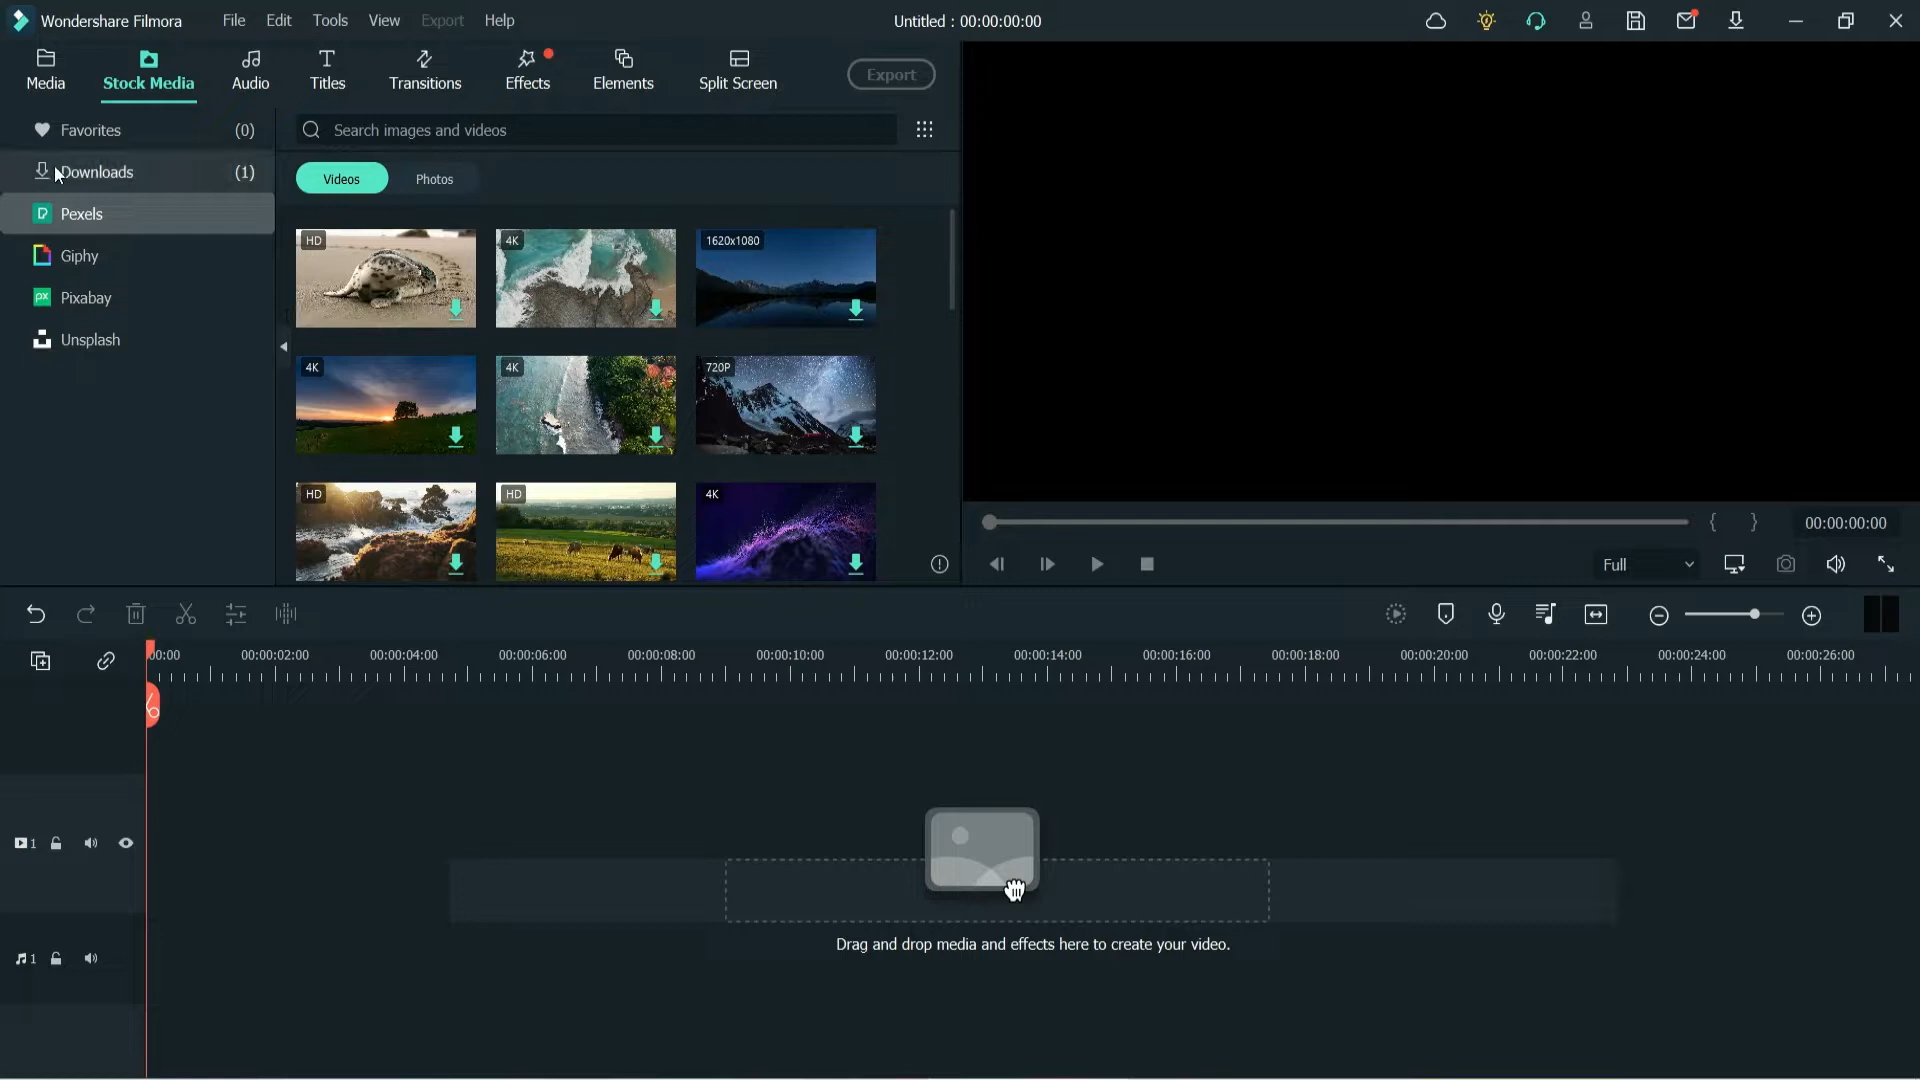 Wondershare Filmora File Edit Tools View Export Help Untitled : 00:00:00:00
Media Stock Media Audio Titles Transitions Effects Elements Split Screen Export
Favorites (0)
Downloads (1)
Pexels
Giphy
Pixabay
Unsplash
Search images and videos
Videos Photos
HD 4K 1620x1080
4K 4K 720P
HD HD 4K
{ } 00:00:00:00
Full
00:00 00:00:02:00 00:00:04:00 00:00:06:00 00:00:08:00 00:00:10:00 00:00:12:00 00:00:14:00 00:00:16:00 00:00:18:00 00:00:20:00 00:00:22:00 00:00:24:00 00:00:26:00
1
Drag and drop media and effects here to create your video.
1